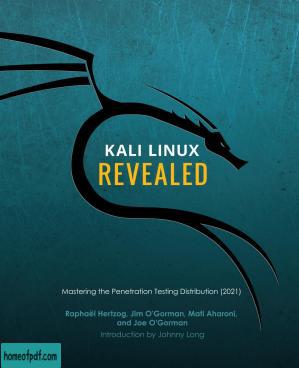 KALI LINUX
REVEALED
Mastering the Penetration Testing Distribution (2021)
Raphaël Hertzog, Jim O'Gorman, Mati Aharoni,
and Joe O'Gorman
Introduction by Johnny Long
homeofpdf.com